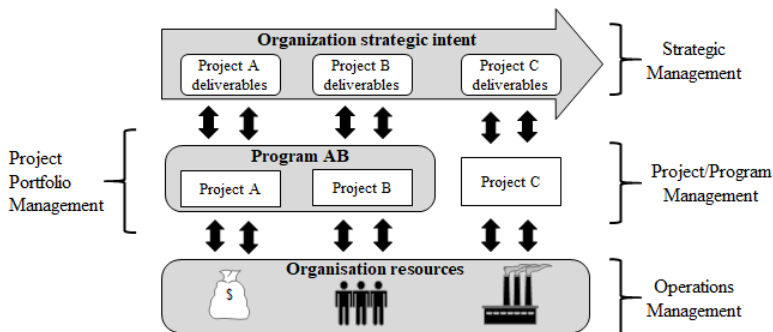 Organization strategic intent
Project A
deliverables
Project B
deliverables
Project C
deliverables
Strategic
Management
Project
Portfolio
Management
Program AB
Project A
Project B
Project C
Project/Program
Management
Organisation resources
$
Operations
Management